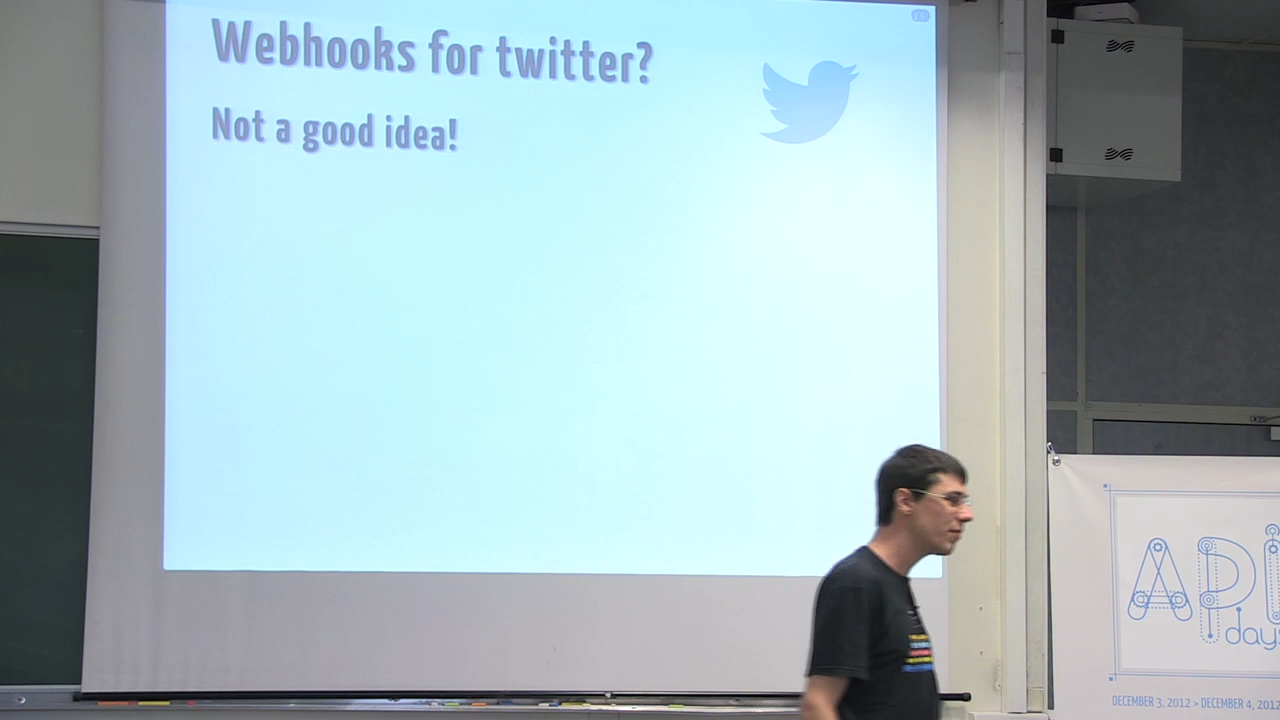 Webhooks for twitter?
Not a good idea!
API
days
DECEMBER 3, 2012 > DECEMBER 4, 2012